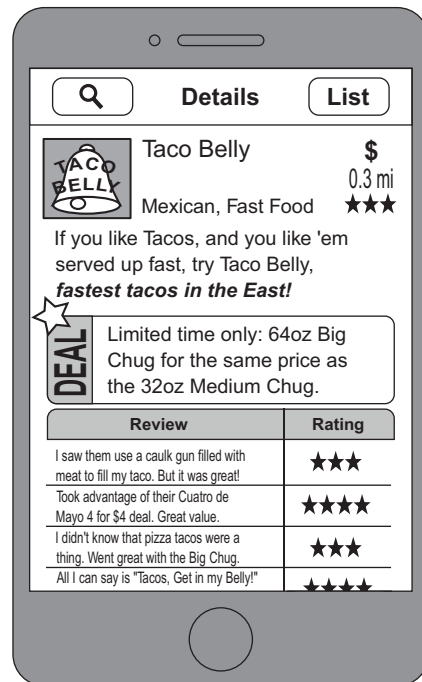 Details
List
TACO
BELLY
Taco Belly
$
0.3 mi
Mexican, Fast Food
If you like Tacos, and you like 'em
served up fast, try Taco Belly,
fastest tacos in the East!
DEAL
Limited time only: 64oz Big
Chug for the same price as
the 32oz Medium Chug.
Review
Rating
I saw them use a caulk gun filled with
meat to fill my taco. But it was great!
Took advantage of their Cuatro de
Mayo 4 for $4 deal. Great value.
I didn't know that pizza tacos were a
thing. Went great with the Big Chug.
All I can say is "Tacos, Get in my Belly!"